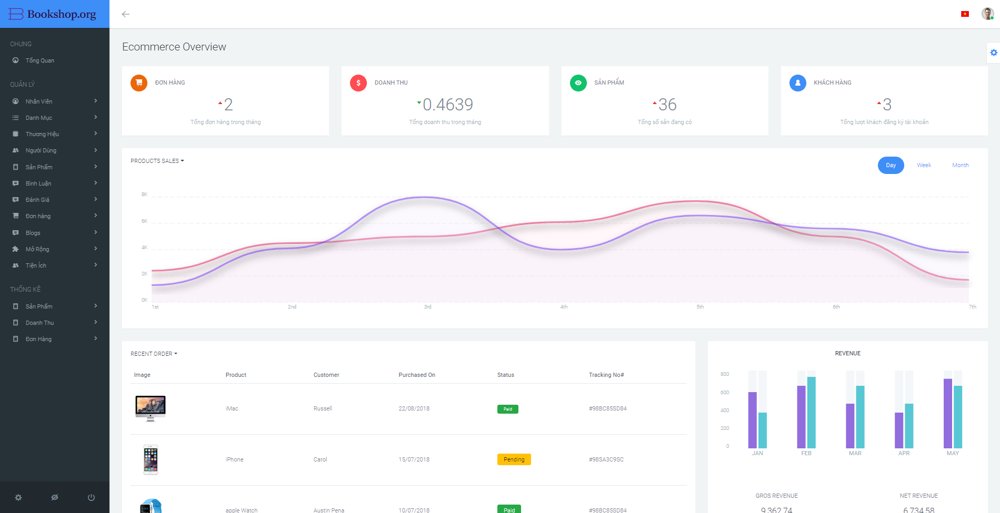 Bookshop.org
CHUNG
Tổng Quan
QUẢN LÝ
Nhân Viên
Danh Mục
Thương Hiệu
Người Dùng
Sản Phẩm
Bình Luận
Đánh Giá
Đơn hàng
Blogs
Mở Rộng
Tiện Ích
THỐNG KÊ
Sản Phẩm
Doanh Thu
Đơn Hàng
Ecommerce Overview
ĐƠN HÀNG
2
Tổng đơn hàng trong tháng
DOANH THU
0.4639
Tổng doanh thu trong tháng
SẢN PHẨM
36
Tổng số sản đang có
KHÁCH HÀNG
3
Tổng lượt khách đăng ký tài khoản
PRODUCTS SALES
Day Week Month
8K
6K
4K
2K
0K
1st 2nd 3rd 4th 5th 6th 7th
RECENT ORDER
Image Product Customer Purchased On Status Tracking No#
iMac Russell 22/08/2018 Paid #98BC85SD84
iPhone Carol 15/07/2018 Pending #98SA3C9SC
apple Watch Austin Pena 10/07/2018 Paid #98BC85SD84
REVENUE
800
600
400
200
0
JAN FEB MAR APR MAY
GROS REVENUE NET REVENUE
9,362.74 6,734.58